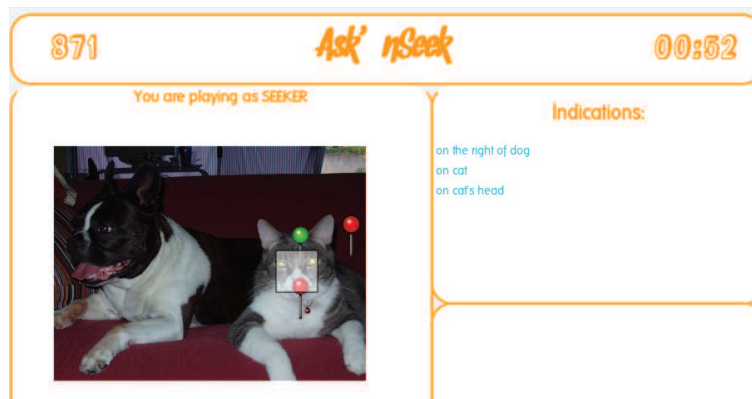 871
Ask' nSeek
00:52
You are playing as SEEKER
Indications:
on the right of dog
on cat
on cat's head